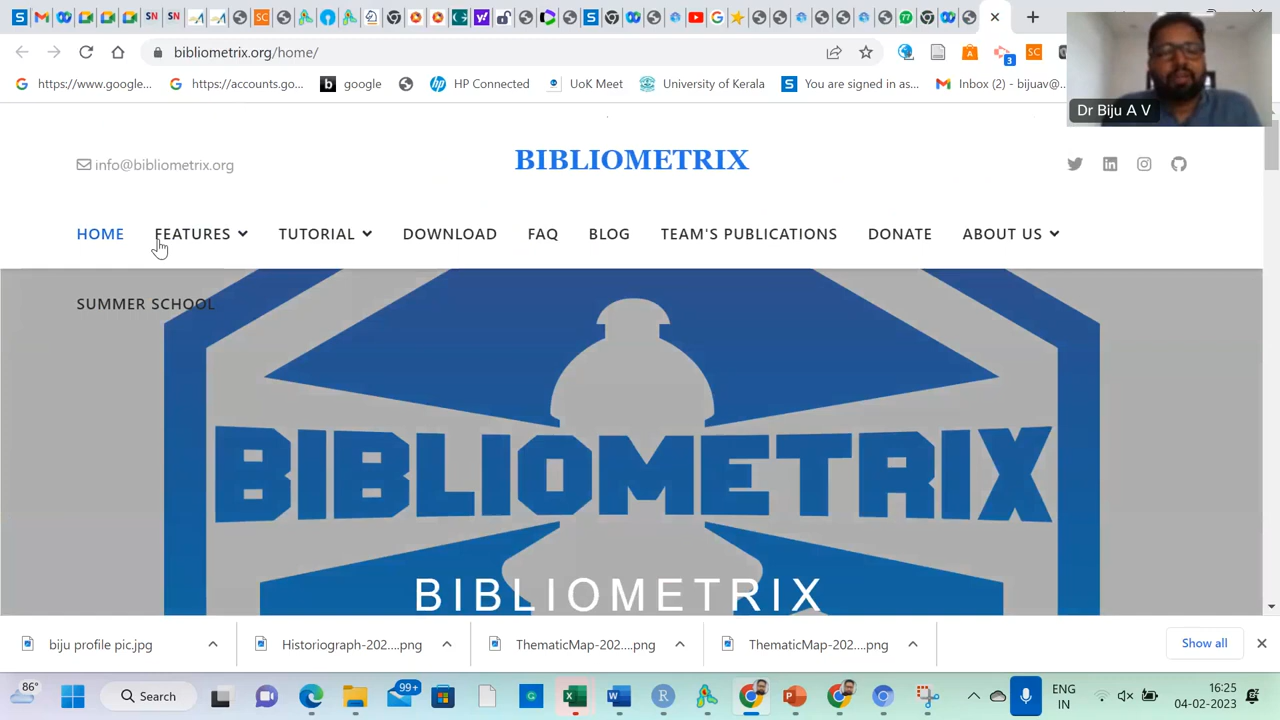 bibliometrix.org/home/
3
SC
https://www.google...
https://accounts.go...
google
HP Connected
UoK Meet
University of Kerala
You are signed in as...
Inbox (2) - bijuav@...
Dr Biju A V
info@bibliometrix.org
BIBLIOMETRIX
HOME
FEATURES
TUTORIAL
DOWNLOAD
FAQ
BLOG
TEAM'S PUBLICATIONS
DONATE
ABOUT US
SUMMER SCHOOL
BIBLIOMETRIX
BIBLIOMETRIX
biju profile pic.jpg
Historiograph-202....png
ThematicMap-202....png
ThematicMap-202....png
Show all
86°
Search
99+
ENG
IN
16:25
04-02-2023